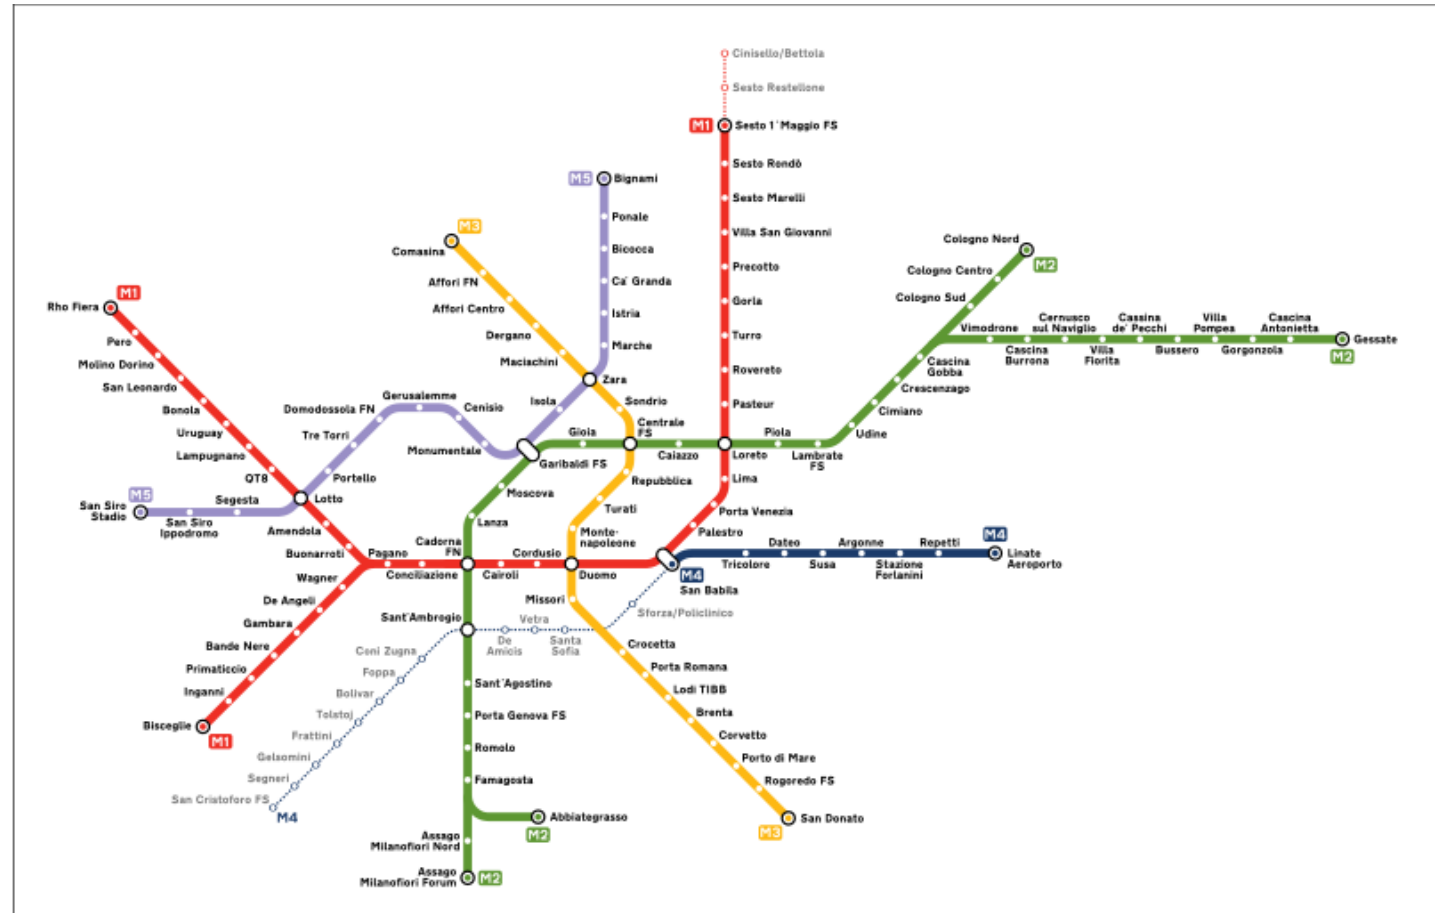 Cinisello/Bettola
Sesto Restellone
M1
Sesto 1°Maggio FS
Sesto Rondò
Sesto Marelli
Villa San Giovanni
Precotto
Gorla
Turro
Rovereto
Pasteur
M5
Bignami
Ponale
Bicocca
Ca' Granda
Istria
Marche
Zara
Isola
M3
Comasina
Affori FN
Affori Centro
Dergano
Maciachini
Sondrio
Centrale
FS
Cologno Nord
M2
Cologno Centro
Cologno Sud
Vimodrone
Cascina
Burrona
Cernusco
sul Naviglio
Villa
Fiorita
Cassina
de' Pecchi
Bussero
Villa
Pompea
Gorgonzola
Cascina
Antonietta
Gessate
M2
Cascina
Gobba
Crescenzago
Cimiano
Udine
Lambrate
FS
Piola
Loreto
Caiazzo
Gioia
Garibaldi FS
M1
Rho Fiera
Pero
Molino Dorino
San Leonardo
Bonola
Uruguay
Lampugnano
QT8
Lotto
Domodossola FN
Gerusalemme
Cenisio
Tre Torri
Monumentale
Portello
M5
San Siro
Stadio
San Siro
Ippodromo
Segesta
Amendola
Buonarroti
Pagano
Conciliazione
Cadorna
FN
Cairoli
Cordusio
Duomo
Moscova
Lanza
Repubblica
Turati
Monte-
napoleone
Lima
Porta Venezia
Palestro
M4
San Babila
Tricolore
Dateo
Susa
Argonne
Stazione
Forlanini
Repetti
M4
Linate
Aeroporto
Wagner
De Angeli
Gambara
Bande Nere
Primaticcio
Inganni
Bisceglie
M1
Missori
Sforza/Policlinico
Sant'Ambrogio
De
Amicis
Vetra
Santa
Sofia
Coni Zugna
Foppa
Bolivar
Tolstoj
Frattini
Gelsomini
Segneri
San Cristoforo FS
M4
Sant'Agostino
Porta Genova FS
Romolo
Famagosta
Abbiategrasso
M2
Assago
Milanofiori Nord
Assago
Milanofiori Forum
M2
Crocetta
Porta Romana
Lodi TIBB
Brenta
Corvetto
Porto di Mare
Rogoredo FS
San Donato
M3